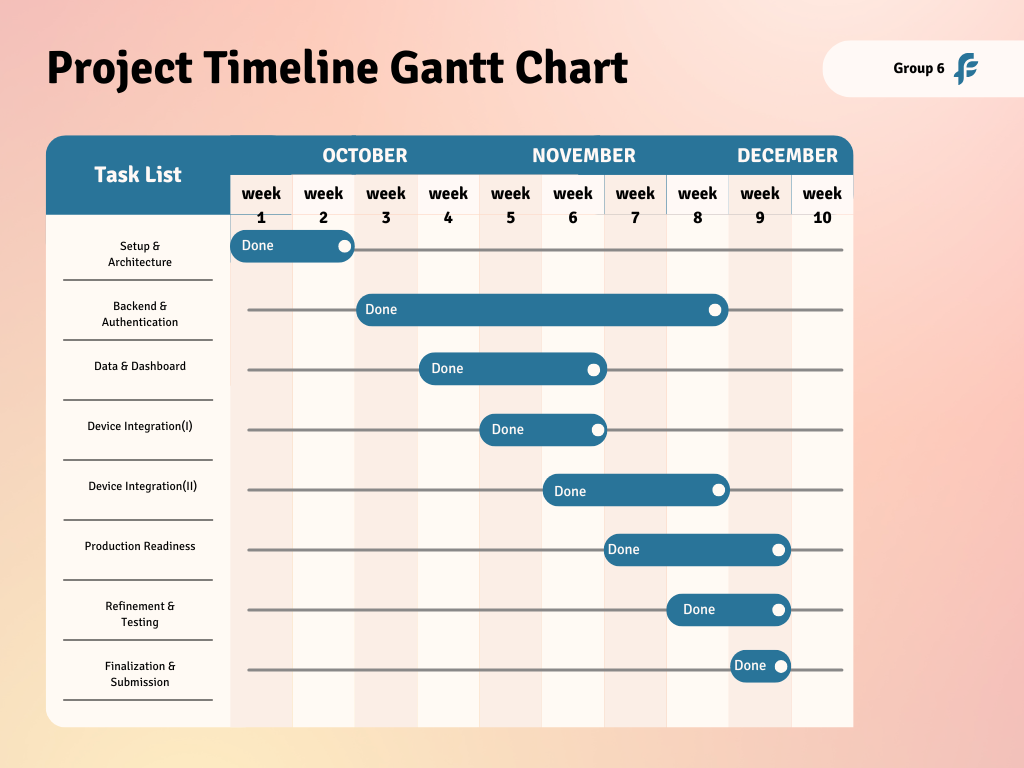 Project Timeline Gantt Chart
Group 6
Task List
OCTOBER NOVEMBER DECEMBER
week week week week week week week week week week
1 2 3 4 5 6 7 8 9 10
Setup &
Architecture
Done
Backend &
Authentication
Done
Data & Dashboard
Done
Device Integration(I)
Done
Device Integration(II)
Done
Production Readiness
Done
Refinement &
Testing
Done
Finalization &
Submission
Done